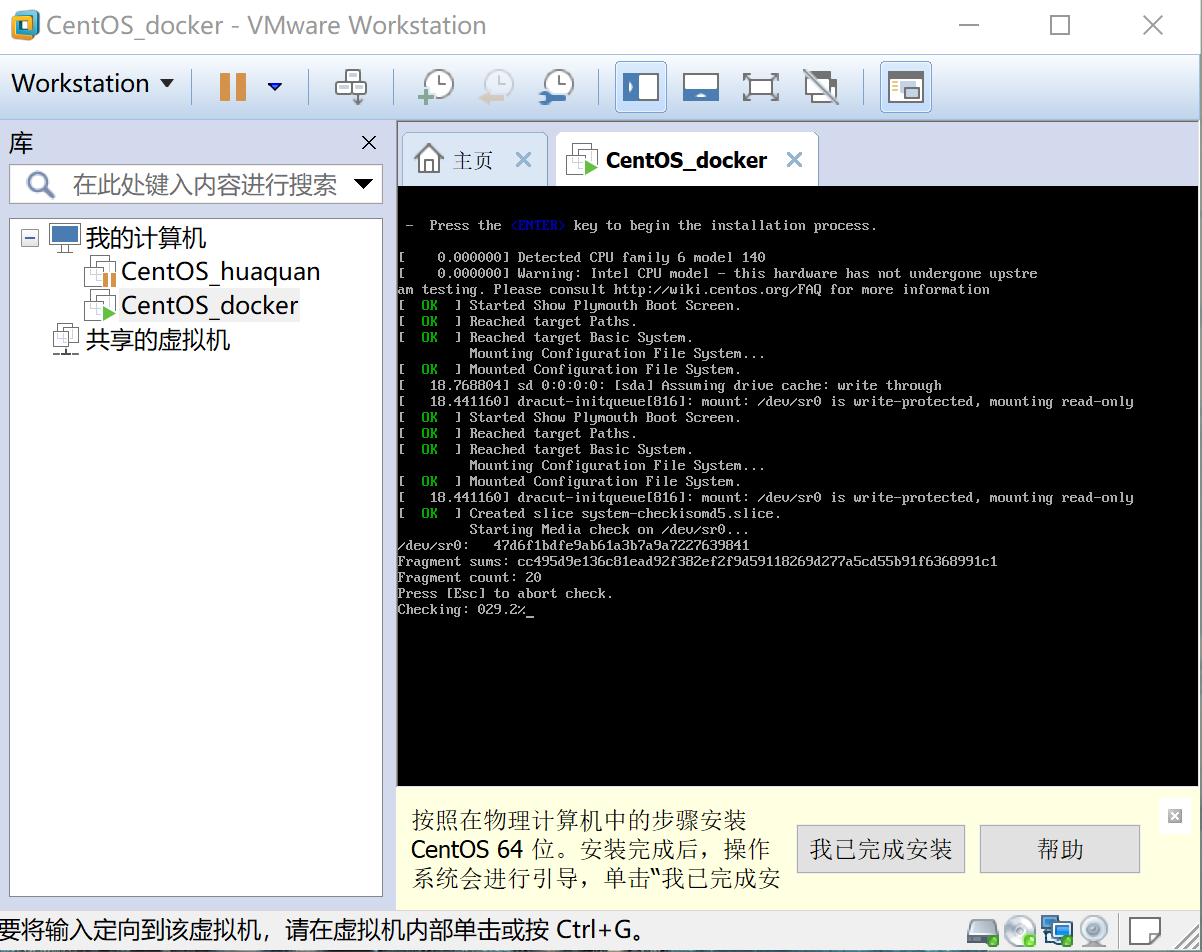 CentOS_docker - VMware Workstation
Workstation
库
在此处键入内容进行搜索
我的计算机
CentOS_huaquan
CentOS_docker
共享的虚拟机
主页
CentOS_docker
-  Press the <ENTER> key to begin the installation process.
[    0.000000] Detected CPU family 6 model 140
[    0.000000] Warning: Intel CPU model - this hardware has not undergone upstre
am testing. Please consult http://wiki.centos.org/FAQ for more information
[  OK  ] Started Show Plymouth Boot Screen.
[  OK  ] Reached target Paths.
[  OK  ] Reached target Basic System.
Mounting Configuration File System...
[  OK  ] Mounted Configuration File System.
[   18.768804] sd 0:0:0:0: [sda] Assuming drive cache: write through
[   18.441160] dracut-initqueue[816]: mount: /dev/sr0 is write-protected, mounting read-only
[  OK  ] Started Show Plymouth Boot Screen.
[  OK  ] Reached target Paths.
[  OK  ] Reached target Basic System.
Mounting Configuration File System...
[  OK  ] Mounted Configuration File System.
[   18.441160] dracut-initqueue[816]: mount: /dev/sr0 is write-protected, mounting read-only
[  OK  ] Created slice system-checkisomd5.slice.
Starting Media check on /dev/sr0...
/dev/sr0:   47d6f1bdfe9ab61a3b7a9a7227639841
Fragment sums: cc495d9e136c81ead92f382ef2f9d59118269d277a5cd55b91f6368991c1
Fragment count: 20
Press [Esc] to abort check.
Checking: 029.2%_
按照在物理计算机中的步骤安装
CentOS 64 位。安装完成后，操作
系统会进行引导，单击“我已完成安
我已完成安装
帮助
要将输入定向到该虚拟机，请在虚拟机内部单击或按 Ctrl+G。